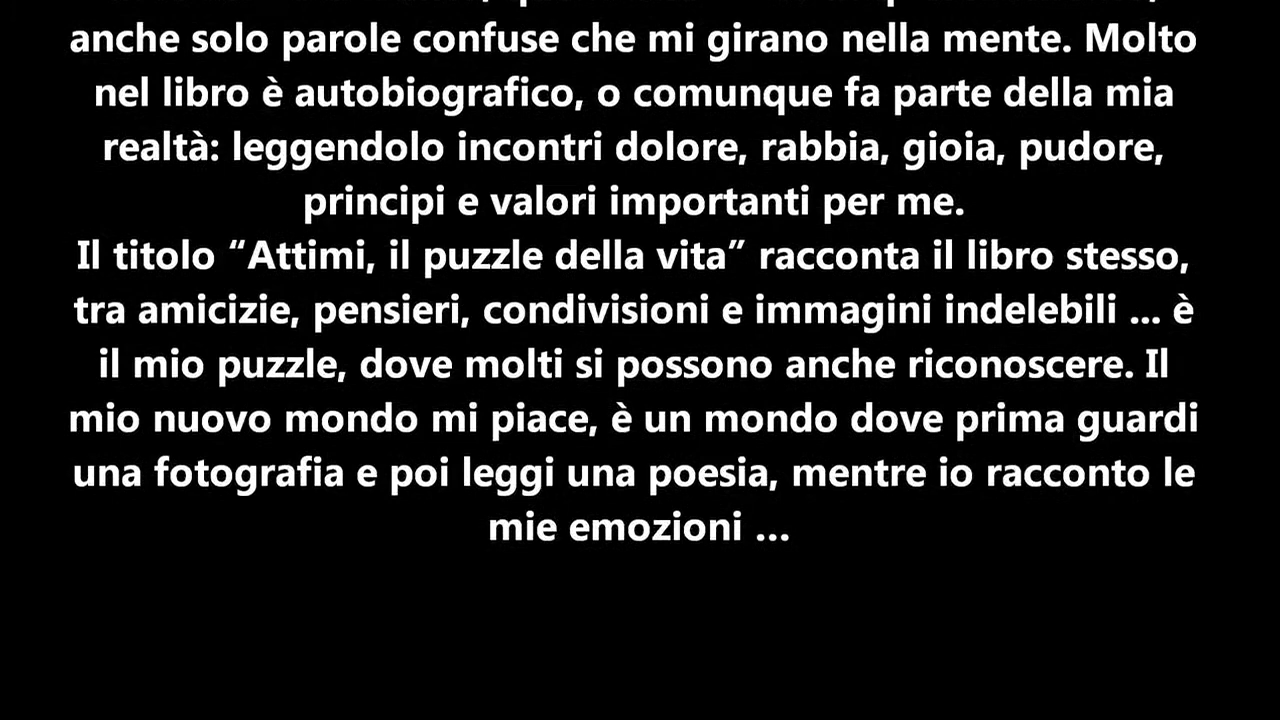 anche solo parole confuse che mi girano nella mente. Molto
nel libro è autobiografico, o comunque fa parte della mia
realtà: leggendolo incontri dolore, rabbia, gioia, pudore,
principi e valori importanti per me.
Il titolo “Attimi, il puzzle della vita” racconta il libro stesso,
tra amicizie, pensieri, condivisioni e immagini indelebili ... è
il mio puzzle, dove molti si possono anche riconoscere. Il
mio nuovo mondo mi piace, è un mondo dove prima guardi
una fotografia e poi leggi una poesia, mentre io racconto le
mie emozioni ...